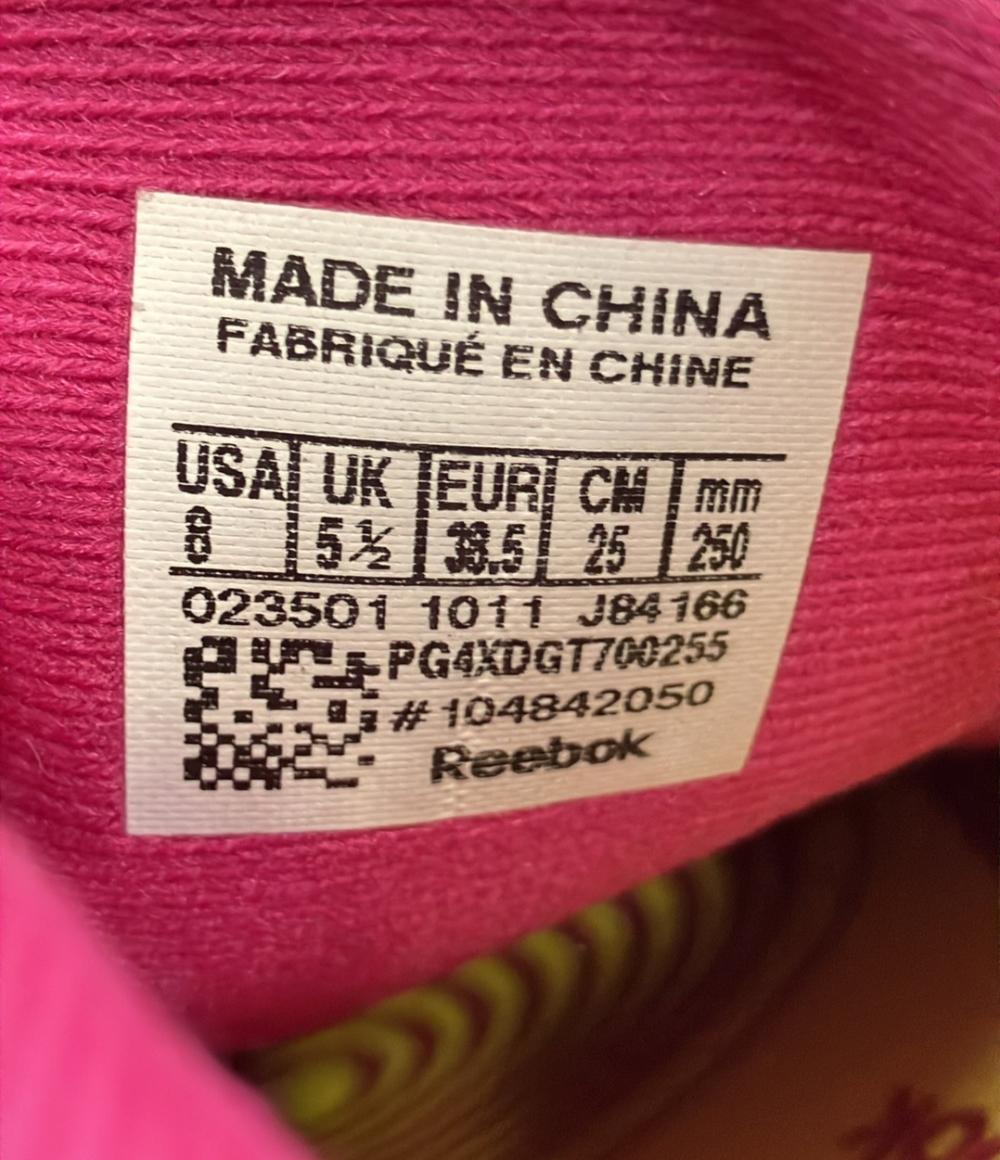 MADE IN CHINA
FABRIQUÉ EN CHINE
USA UK EUR CM mm
8 5½ 38.5 25 250
023501 1011 J84166
PG4XDGT700255
#104842050
Reebok